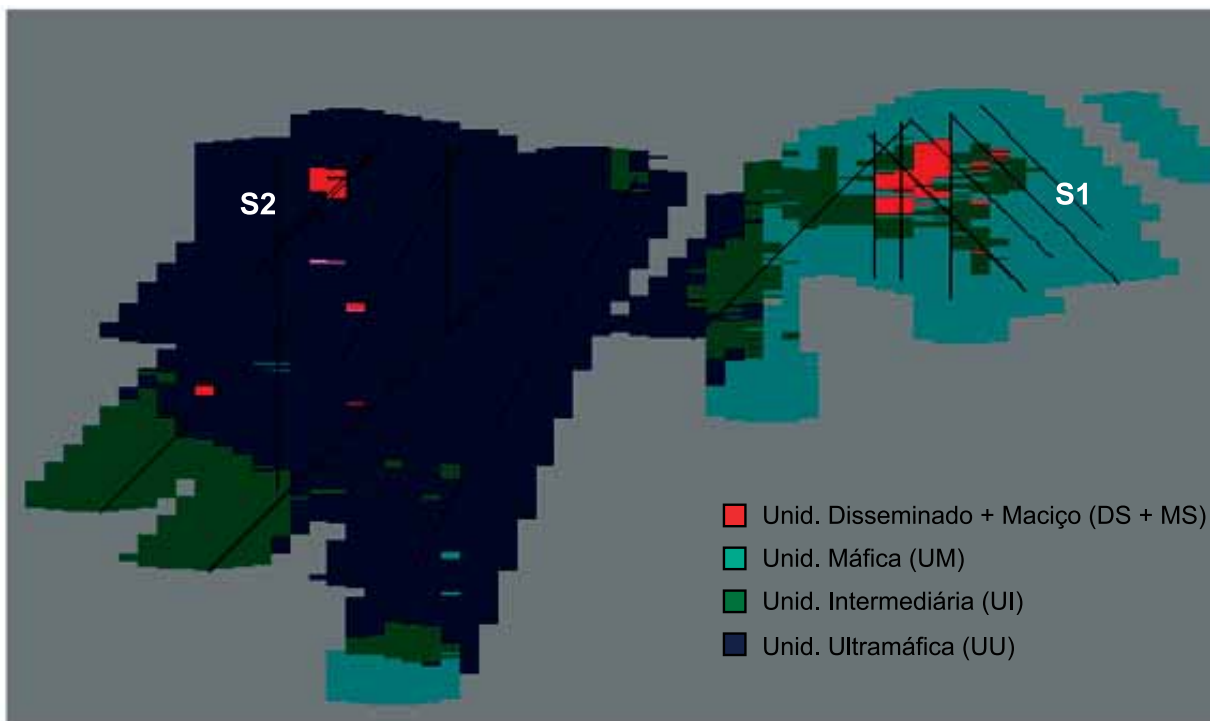 S2
S1
Unid. Disseminado + Maciço (DS + MS)
Unid. Máfica (UM)
Unid. Intermediária (UI)
Unid. Ultramáfica (UU)